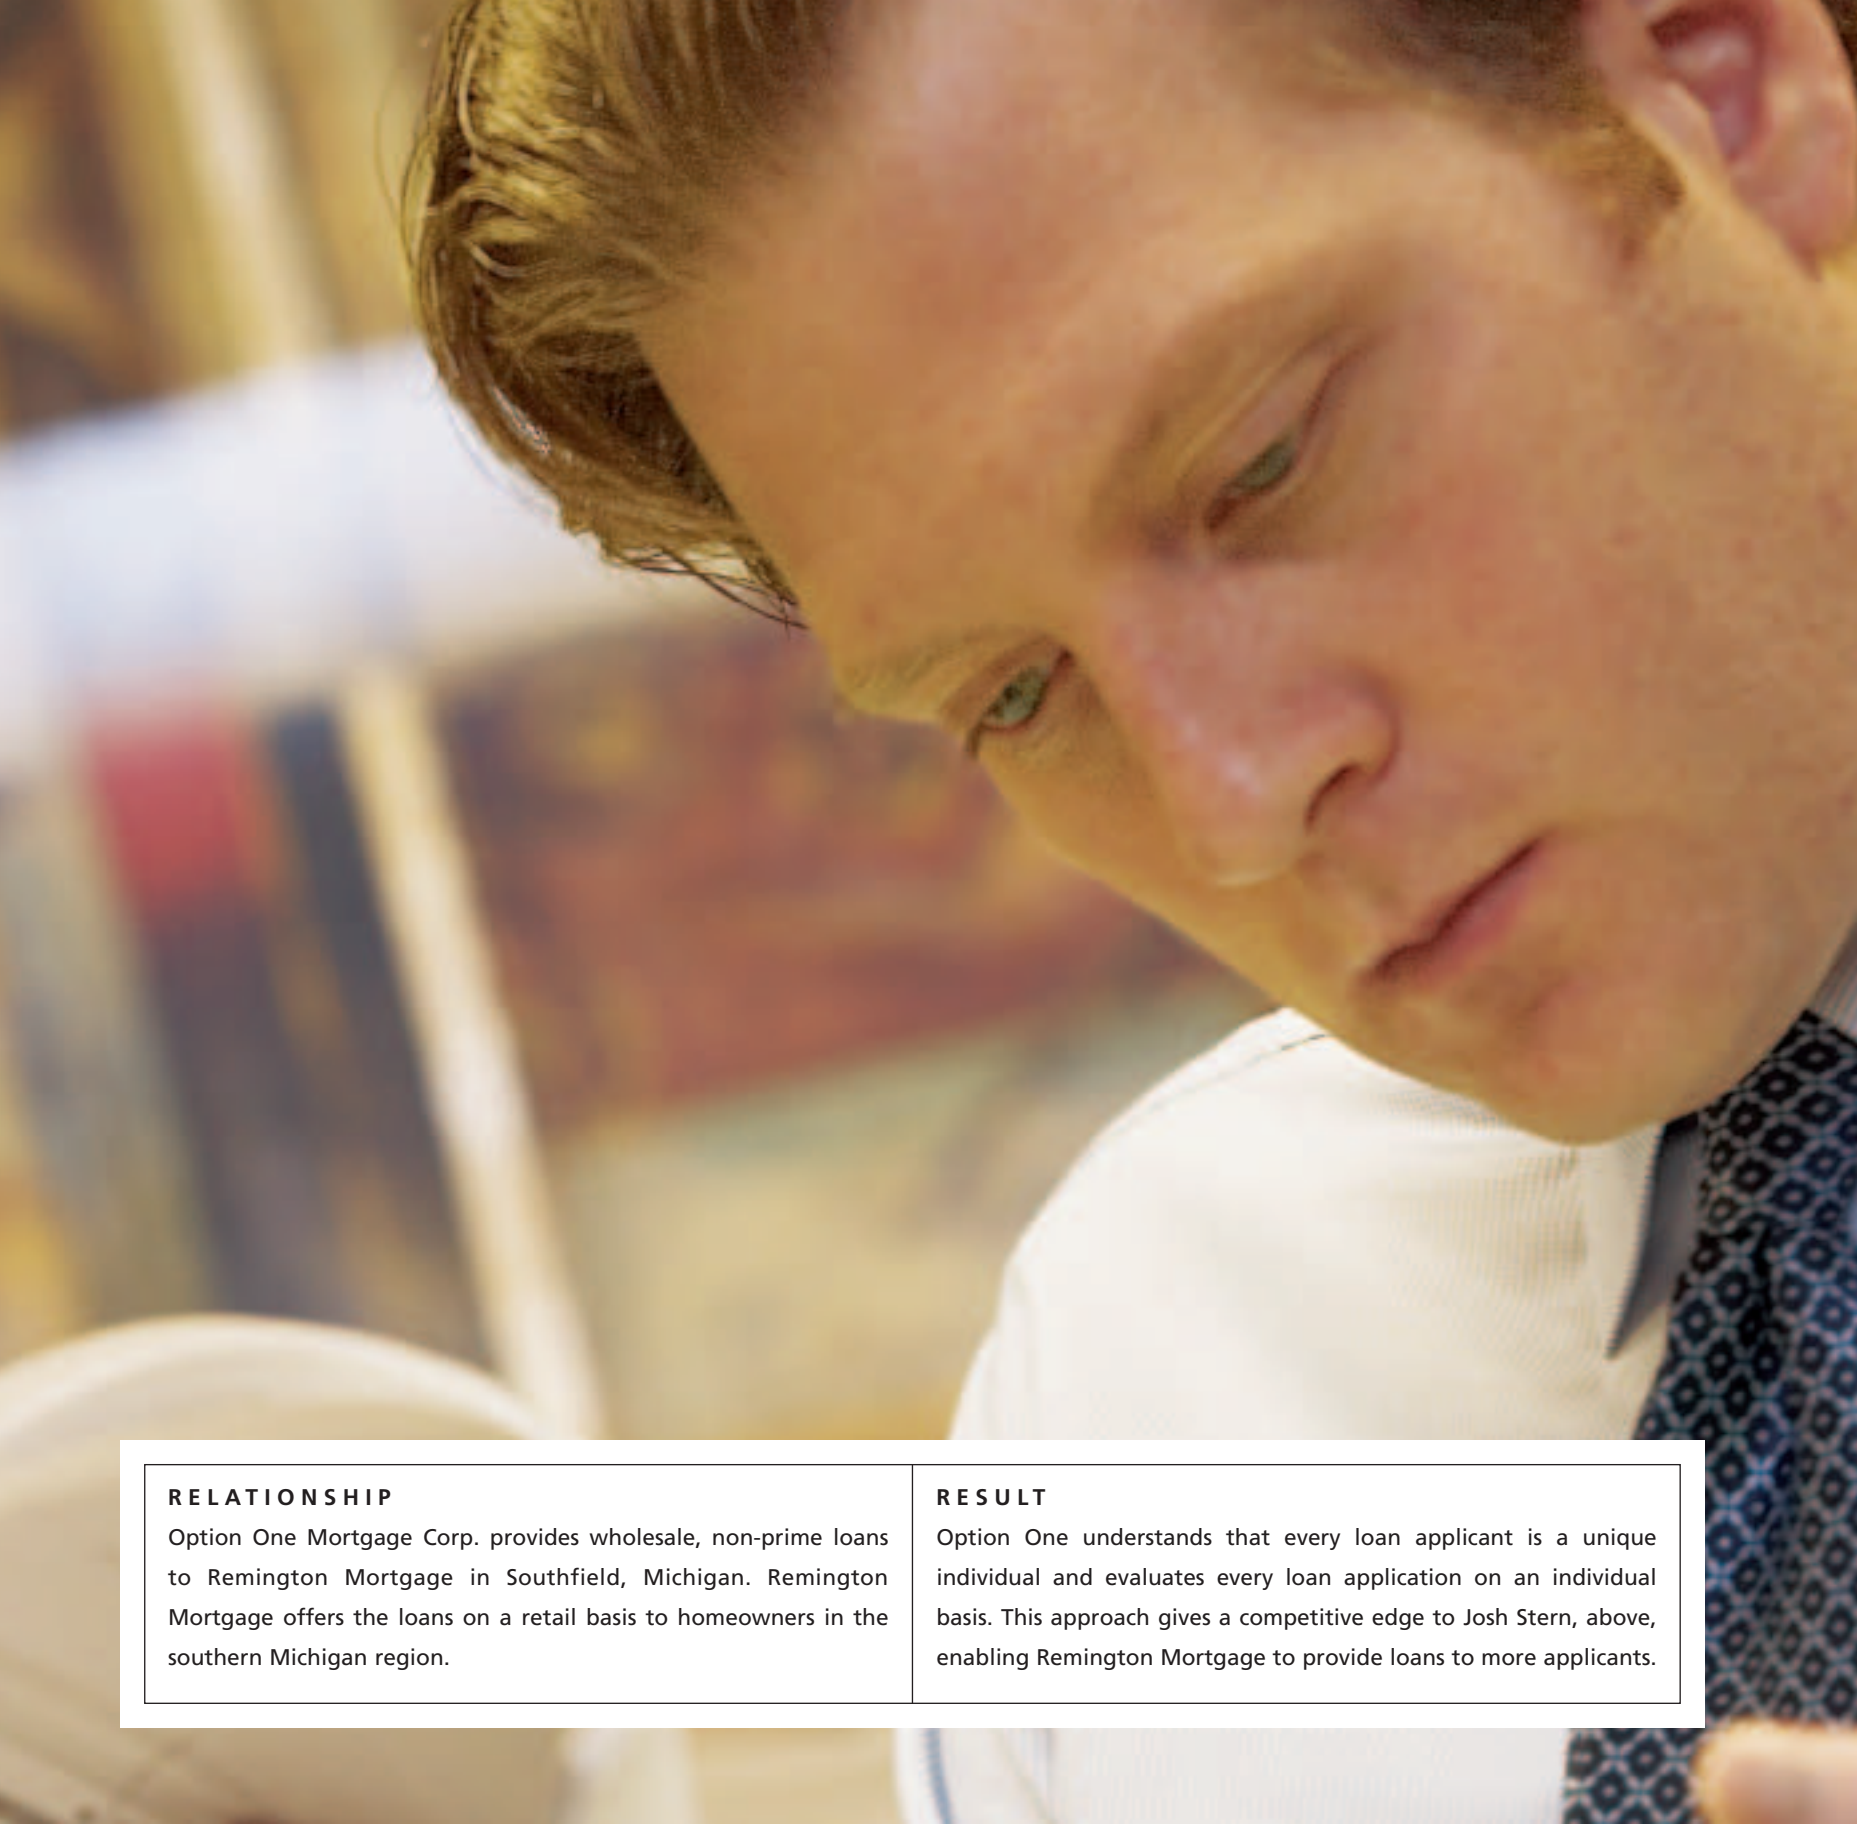 RELATIONSHIP
Option One Mortgage Corp. provides wholesale, non-prime loans
to Remington Mortgage in Southfield, Michigan. Remington
Mortgage offers the loans on a retail basis to homeowners in the
southern Michigan region.
RESULT
Option One understands that every loan applicant is a unique
individual and evaluates every loan application on an individual
basis. This approach gives a competitive edge to Josh Stern, above,
enabling Remington Mortgage to provide loans to more applicants.